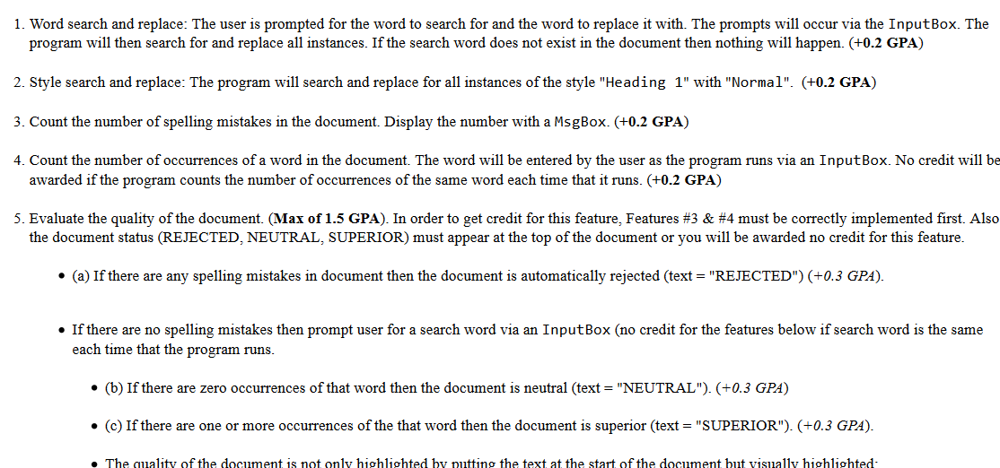 1. Word search and replace: The user is prompted for the word to search for and the word to replace it with. The prompts will occur via the InputBox. The
program will then search for and replace all instances. If the search word does not exist in the document then nothing will happen. (+0.2 GPA)
2. Style search and replace: The program will search and replace for all instances of the style "Heading 1" with "Normal". (+0.2 GPA)
3. Count the number of spelling mistakes in the document. Display the number with a MsgBox. (+0.2 GPA)
4. Count the number of occurrences of a word in the document. The word will be entered by the user as the program runs via an InputBox. No credit will be
awarded if the program counts the number of occurrences of the same word each time that it runs. (+0.2 GPA)
5. Evaluate the quality of the document. (Max of 1.5 GPA). In order to get credit for this feature, Features #3 & #4 must be correctly implemented first. Also
the document status (REJECTED, NEUTRAL, SUPERIOR) must appear at the top of the document or you will be awarded no credit for this feature.
• (a) If there are any spelling mistakes in document then the document is automatically rejected (text = "REJECTED") (+0.3 GPA).
• If there are no spelling mistakes then prompt user for a search word via an InputBox (no credit for the features below if search word is the same
each time that the program runs.
• (b) If there are zero occurrences of that word then the document is neutral (text = "NEUTRAL"). (+0.3 GPA)
• (c) If there are one or more occurrences of the that word then the document is superior (text = "SUPERIOR"). (+0.3 GPA).
• The quality of the document is not only highlighted by putting the text at the start of the document but visually highlighted: